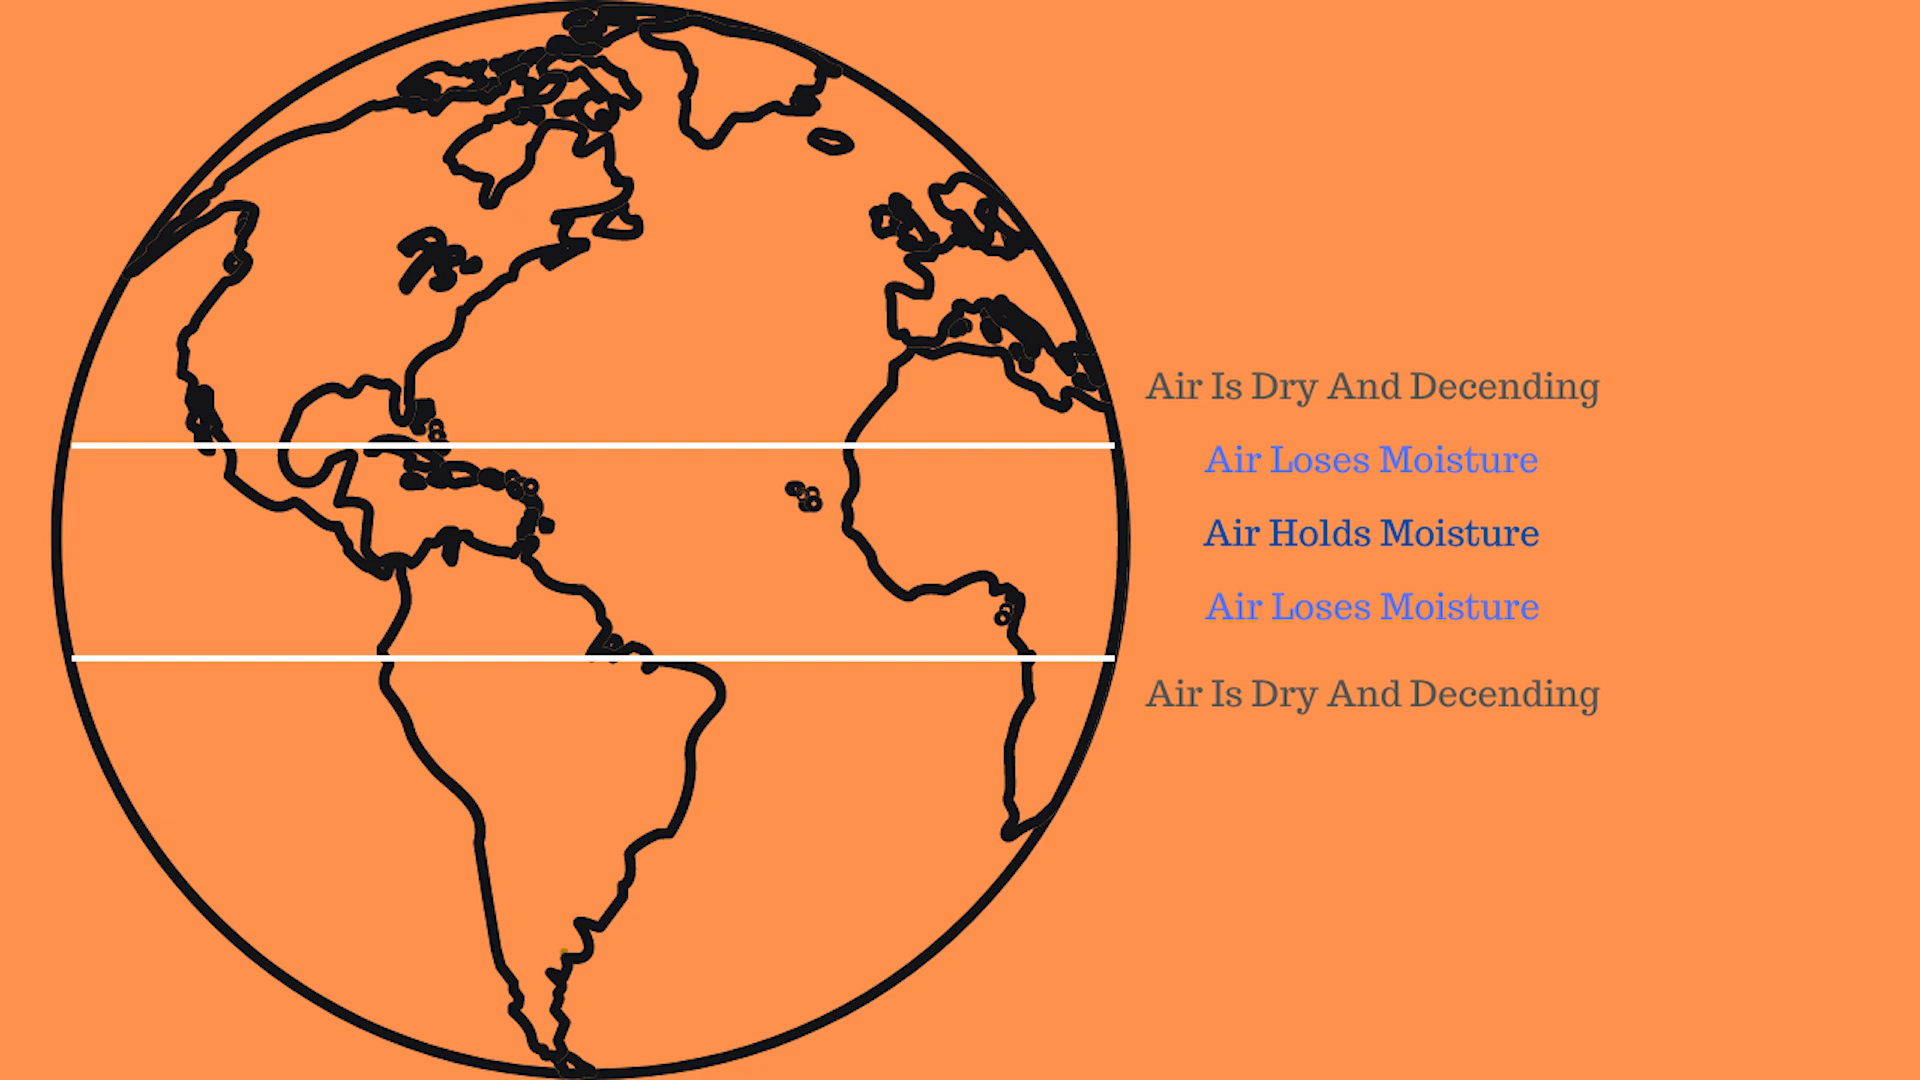 Air Is Dry And Decending
Air Loses Moisture
Air Holds Moisture
Air Loses Moisture
Air Is Dry And Decending